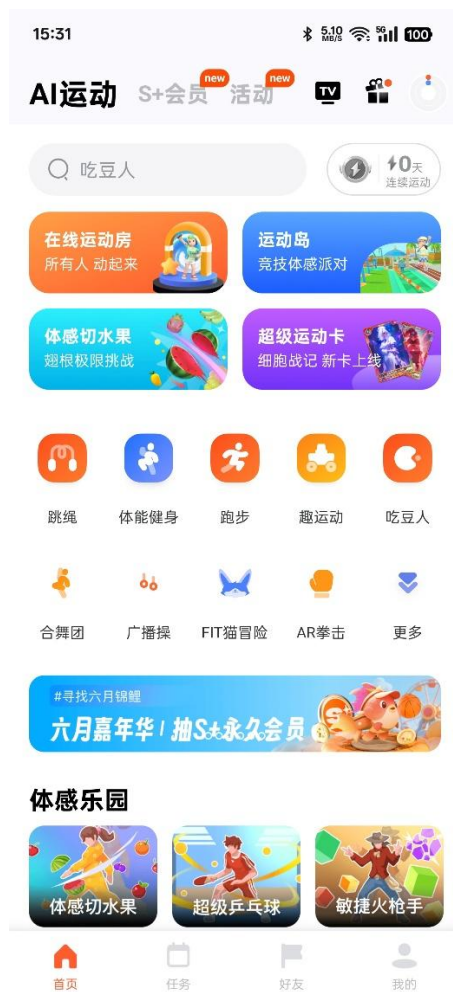 15:31
5.10 MB/S 5G 100
AI运动 S+会员 new 活动 new TV
吃豆人
0天
连续运动
在线运动房
所有人 动起来
运动岛
竞技体感派对
体感切水果
翅根极限挑战
超级运动卡
细胞战记 新卡上线
跳绳 体能健身 跑步 趣运动 吃豆人
合舞团 广播操 FIT猫冒险 AR拳击 更多
#寻找六月锦鲤
六月嘉年华 | 抽S+永久会员
体感乐园
体感切水果 超级乒乓球 敏捷火枪手
首页 任务 好友 我的